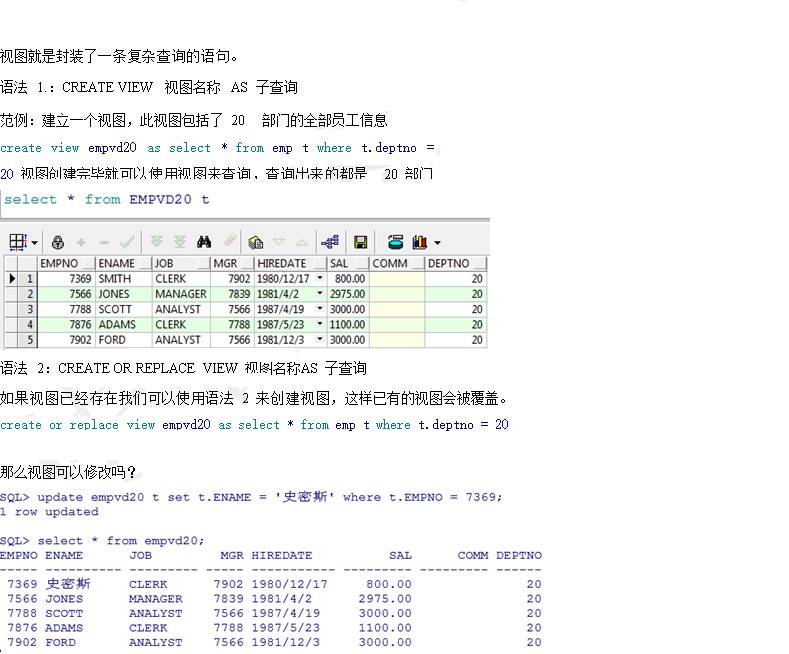 视图就是封装了一条复杂查询的语句。
语法 1.：CREATE VIEW 视图名称 AS 子查询
范例：建立一个视图，此视图包括了 20 部门的全部员工信息
create view empvd20 as select * from emp t where t.deptno =
20 视图创建完毕就可以使用视图来查询，查询出来的都是 20 部门
select * from EMPVD20 t
EMPNO ENAME JOB MGR HIREDATE SAL COMM DEPTNO
1 7369 SMITH CLERK 7902 1980/12/17 800.00 20
2 7566 JONES MANAGER 7839 1981/4/2 2975.00 20
3 7788 SCOTT ANALYST 7566 1987/4/19 3000.00 20
4 7876 ADAMS CLERK 7788 1987/5/23 1100.00 20
5 7902 FORD ANALYST 7566 1981/12/3 3000.00 20
语法 2：CREATE OR REPLACE VIEW 视图名称AS 子查询
如果视图已经存在我们可以使用语法 2 来创建视图，这样已有的视图会被覆盖。
create or replace view empvd20 as select * from emp t where t.deptno = 20
那么视图可以修改吗？
SQL> update empvd20 t set t.ENAME = '史密斯' where t.EMPNO = 7369;
1 row updated
SQL> select * from empvd20;
EMPNO ENAME JOB MGR HIREDATE SAL COMM DEPTNO
----- ---------- --------- ----- ----------- --------- --------- ------
7369 史密斯 CLERK 7902 1980/12/17 800.00 20
7566 JONES MANAGER 7839 1981/4/2 2975.00 20
7788 SCOTT ANALYST 7566 1987/4/19 3000.00 20
7876 ADAMS CLERK 7788 1987/5/23 1100.00 20
7902 FORD ANALYST 7566 1981/12/3 3000.00 20